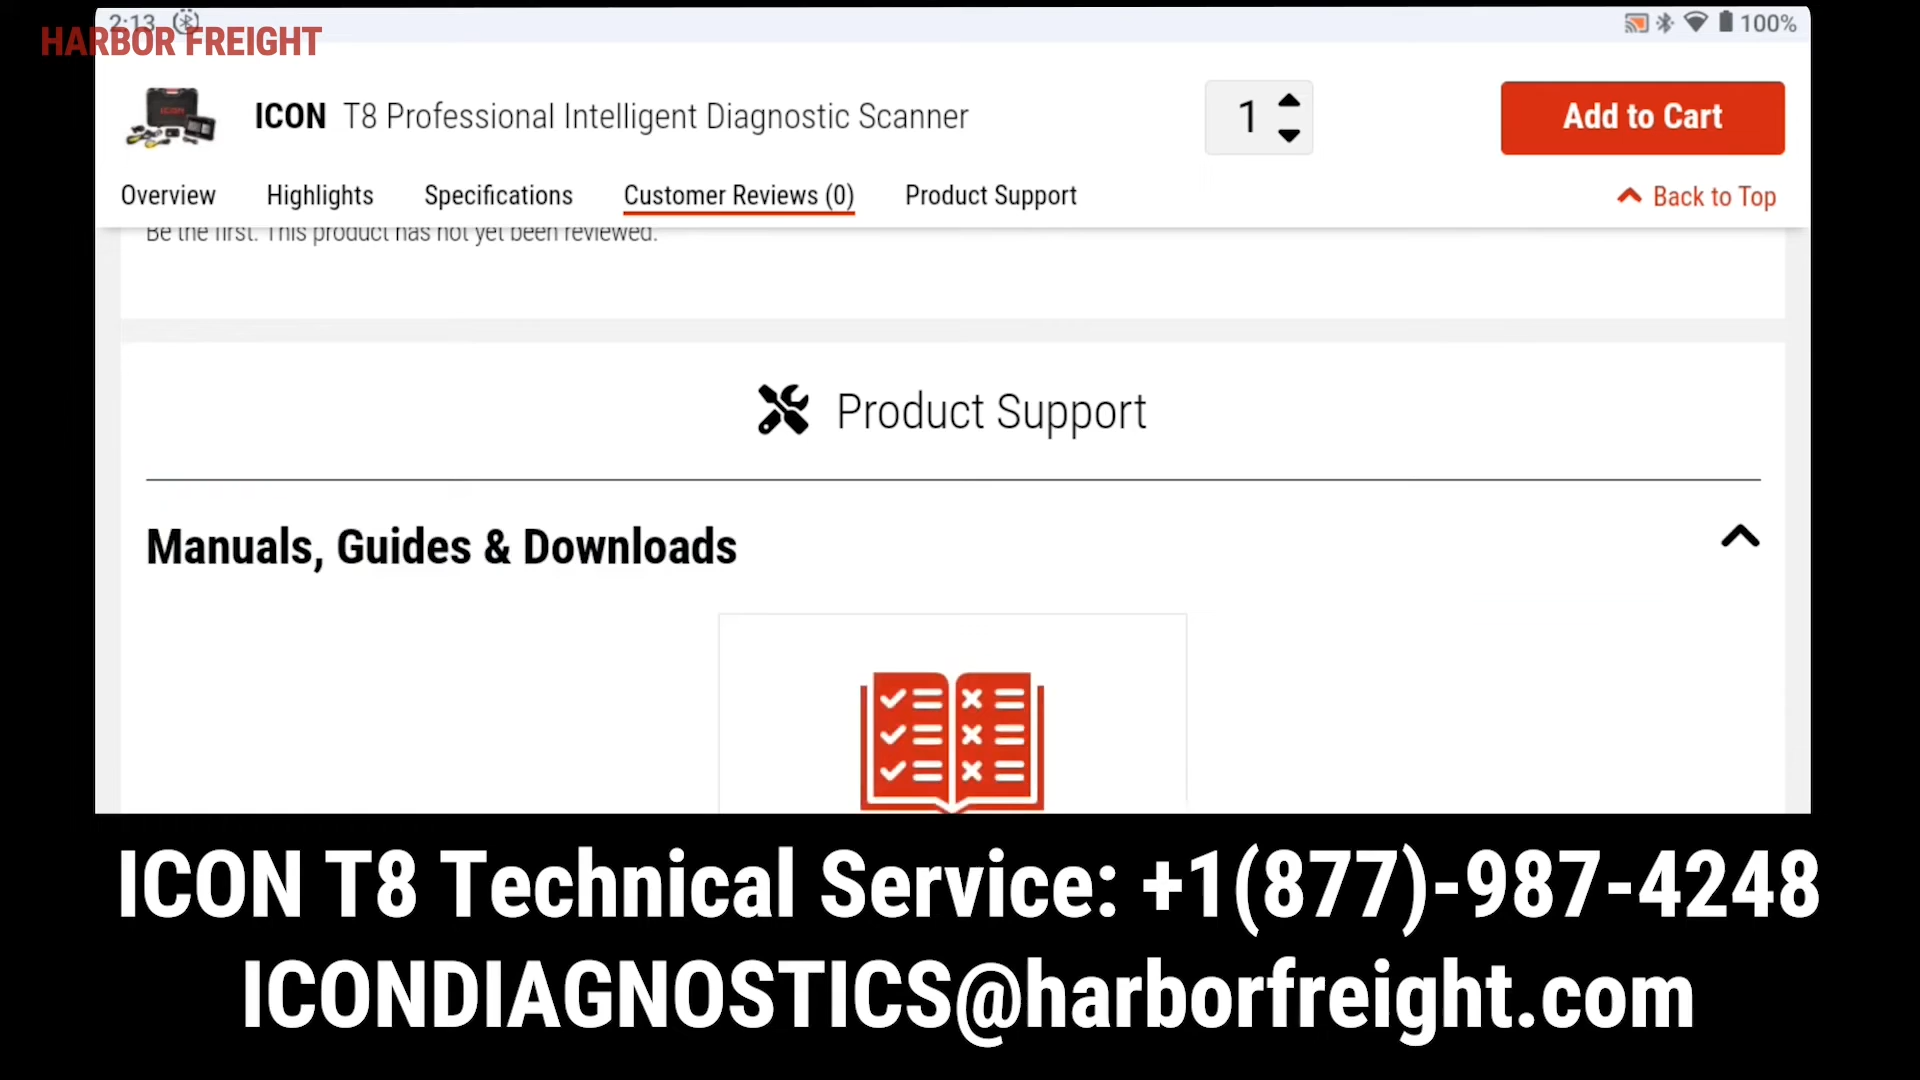 2:13
100%
HARBOR FREIGHT
ICON T8 Professional Intelligent Diagnostic Scanner
1
Add to Cart
Overview
Highlights
Specifications
Customer Reviews (0)
Product Support
Back to Top
Be the first. This product has not yet been reviewed.
Product Support
Manuals, Guides & Downloads
ICON T8 Technical Service: +1(877)-987-4248
ICONDIAGNOSTICS@harborfreight.com